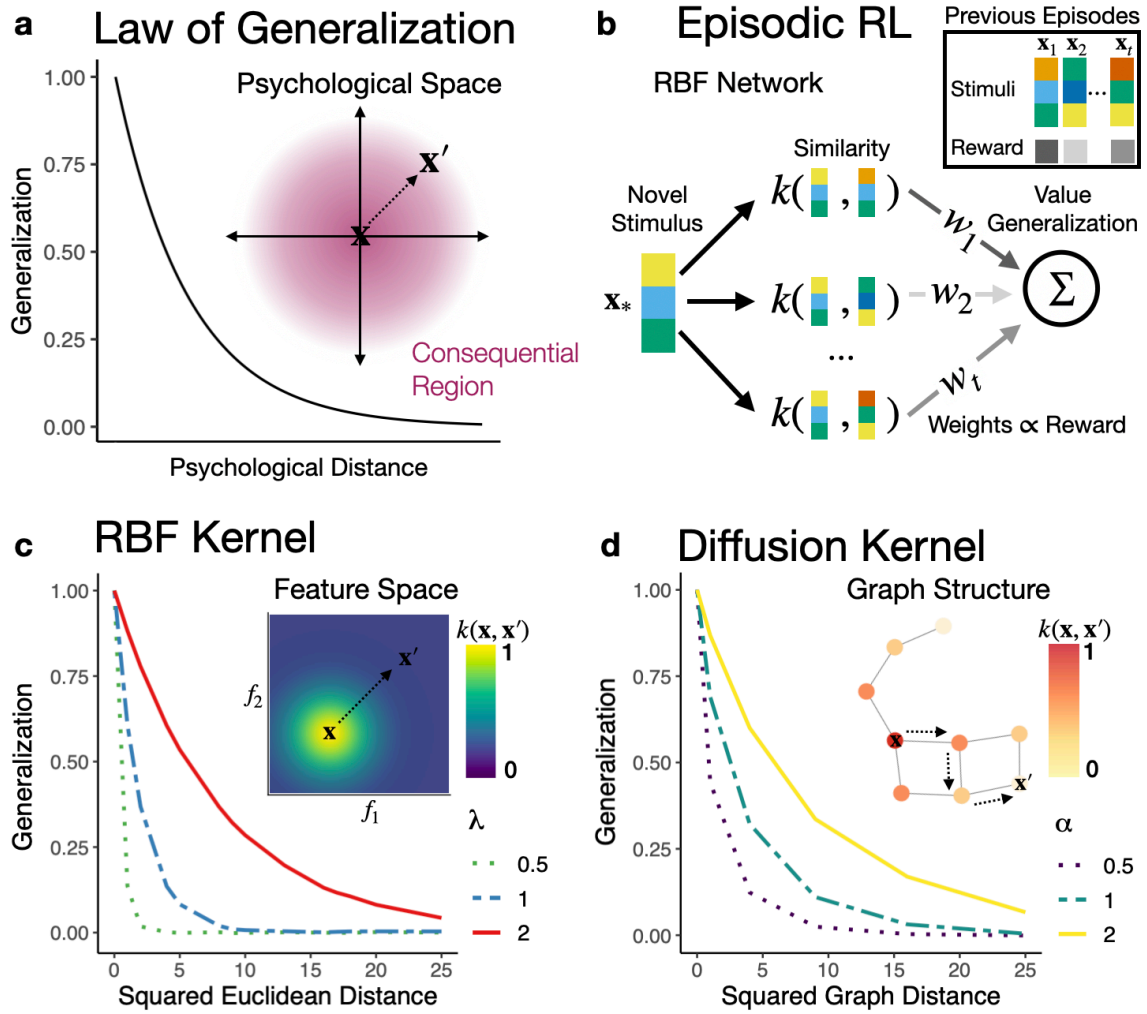 a
Law of Generalization
1.00
0.75
0.50
0.25
0.00
Generalization
Psychological Distance
Psychological Space
x
x′
Consequential
Region
b
Episodic RL
RBF Network
Previous Episodes
x1 x2 xt
Stimuli
...
Reward
Similarity
Novel
Stimulus
Value
Generalization
x*
k( , )
k( , )
...
k( , )
w1
w2
wt
Σ
Weights ∝ Reward
c
RBF Kernel
1.00
0.75
0.50
0.25
0.00
Generalization
0 5 10 15 20 25
Squared Euclidean Distance
Feature Space
f2
f1
x
x′
k(x, x′)
1
0
λ
0.5
1
2
d
Diffusion Kernel
1.00
0.75
0.50
0.25
0.00
Generalization
0 5 10 15 20 25
Squared Graph Distance
Graph Structure
x
x′
k(x, x′)
1
0
α
0.5
1
2